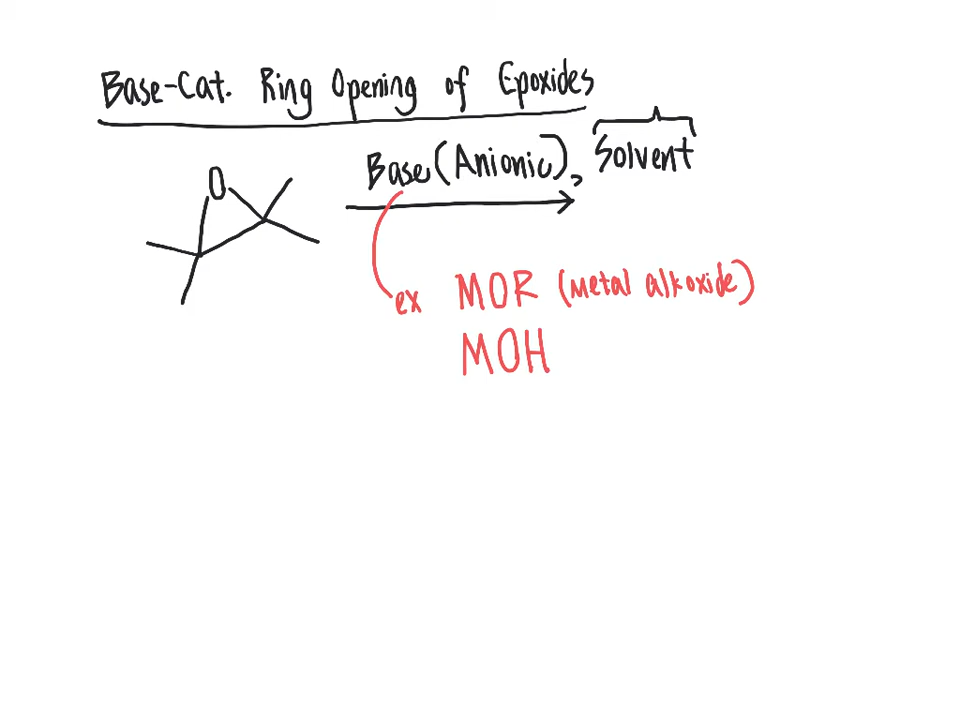 Base-Cat. Ring Opening of Epoxides
Base (Anionic), Solvent
O
ex MOR (metal alkoxide)
MOH